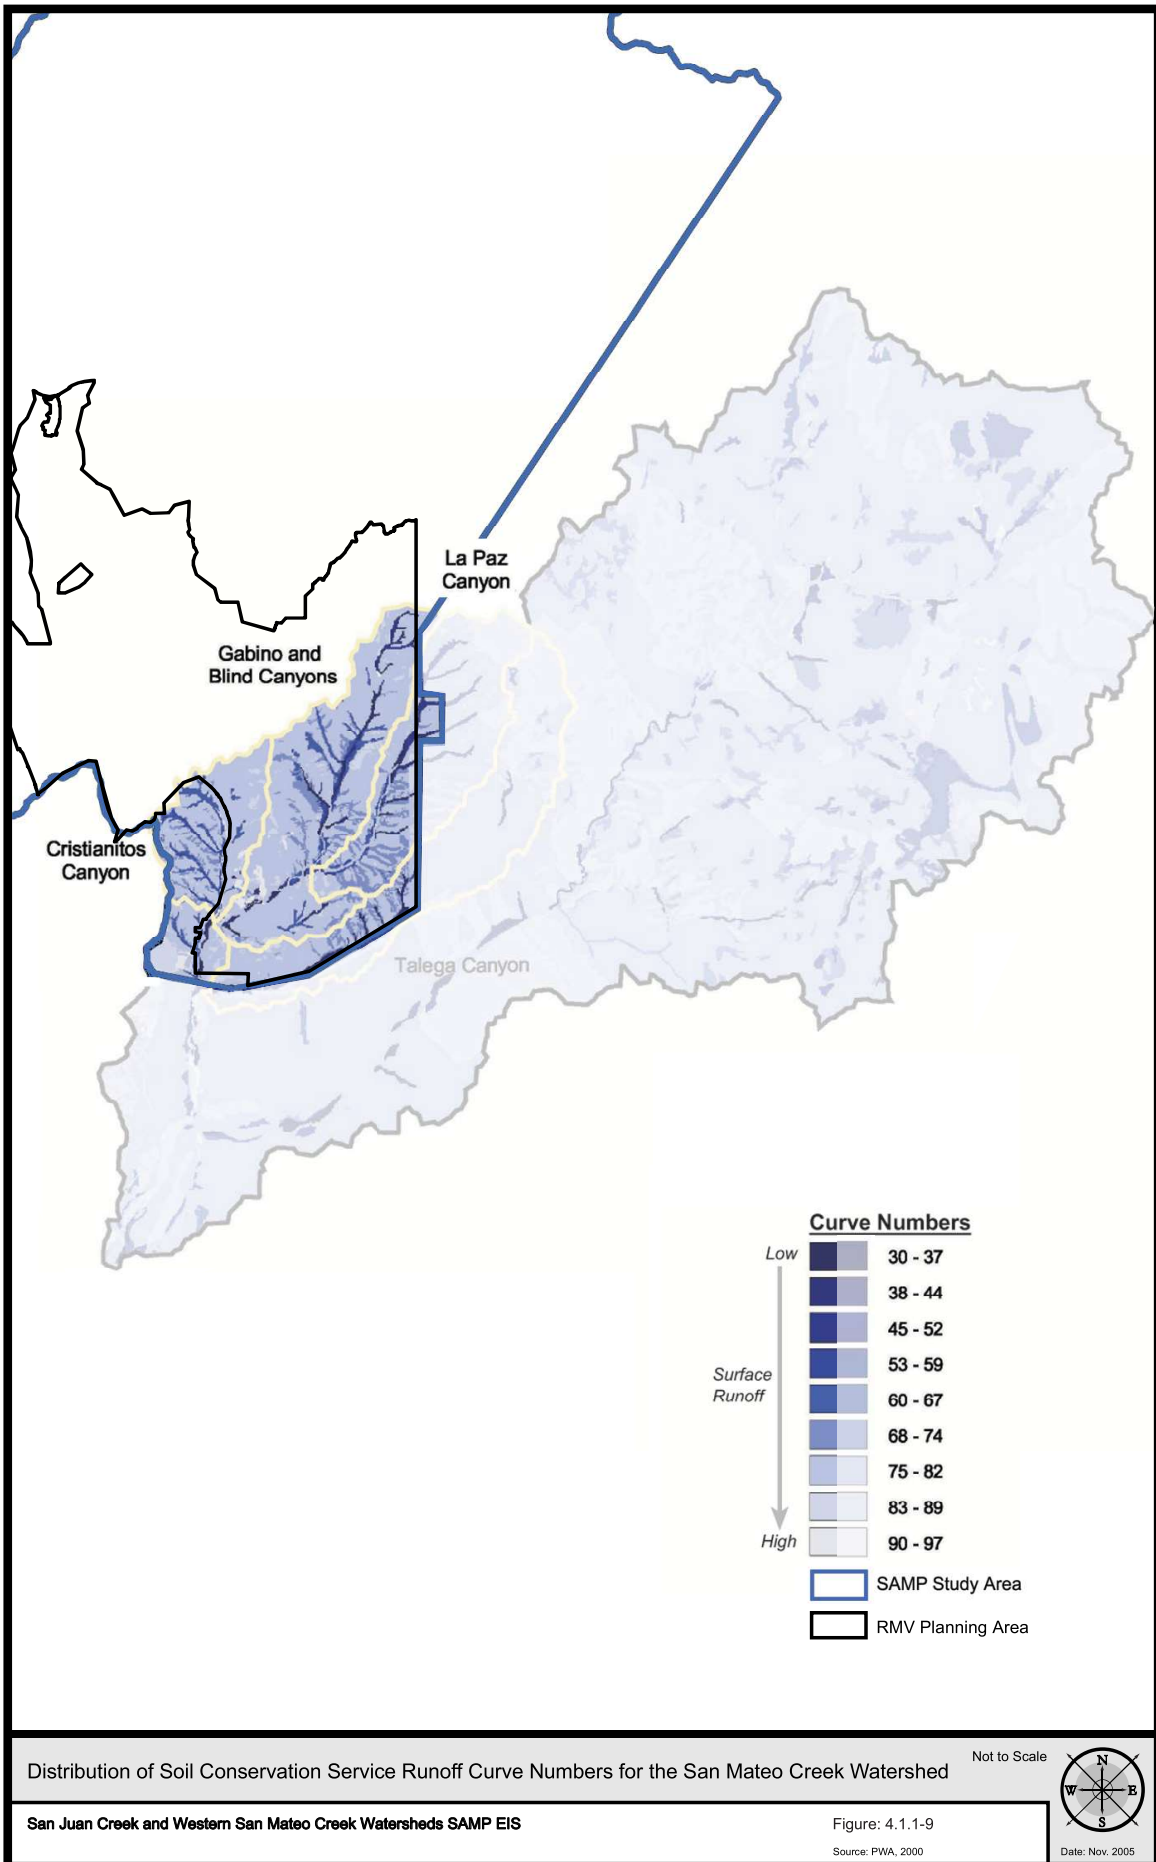 La Paz
Canyon
Gabino and
Blind Canyons
Cristianitos
Canyon
Talega Canyon
Curve Numbers
Low
30 - 37
38 - 44
45 - 52
53 - 59
Surface
Runoff
60 - 67
68 - 74
75 - 82
83 - 89
High
90 - 97
SAMP Study Area
RMV Planning Area
Distribution of Soil Conservation Service Runoff Curve Numbers for the San Mateo Creek Watershed
Not to Scale
N
W
E
S
San Juan Creek and Western San Mateo Creek Watersheds SAMP EIS
Figure: 4.1.1-9
Source: PWA, 2000
Date: Nov. 2005